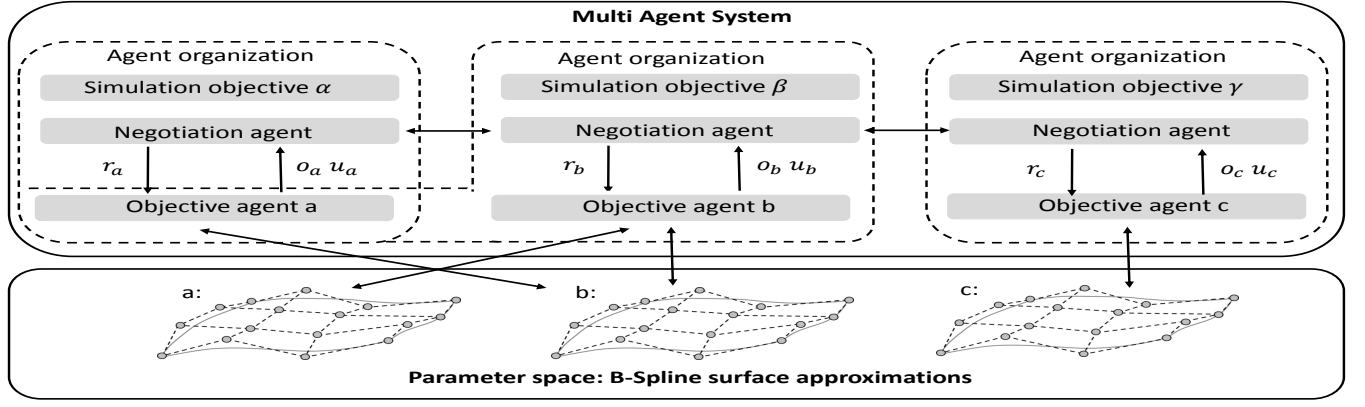 Multi Agent System
Agent organization
Simulation objective α
Negotiation agent
r_a
o_a u_a
Objective agent a
Agent organization
Simulation objective β
Negotiation agent
r_b
o_b u_b
Objective agent b
Agent organization
Simulation objective γ
Negotiation agent
r_c
o_c u_c
Objective agent c
a:
b:
c:
Parameter space: B-Spline surface approximations